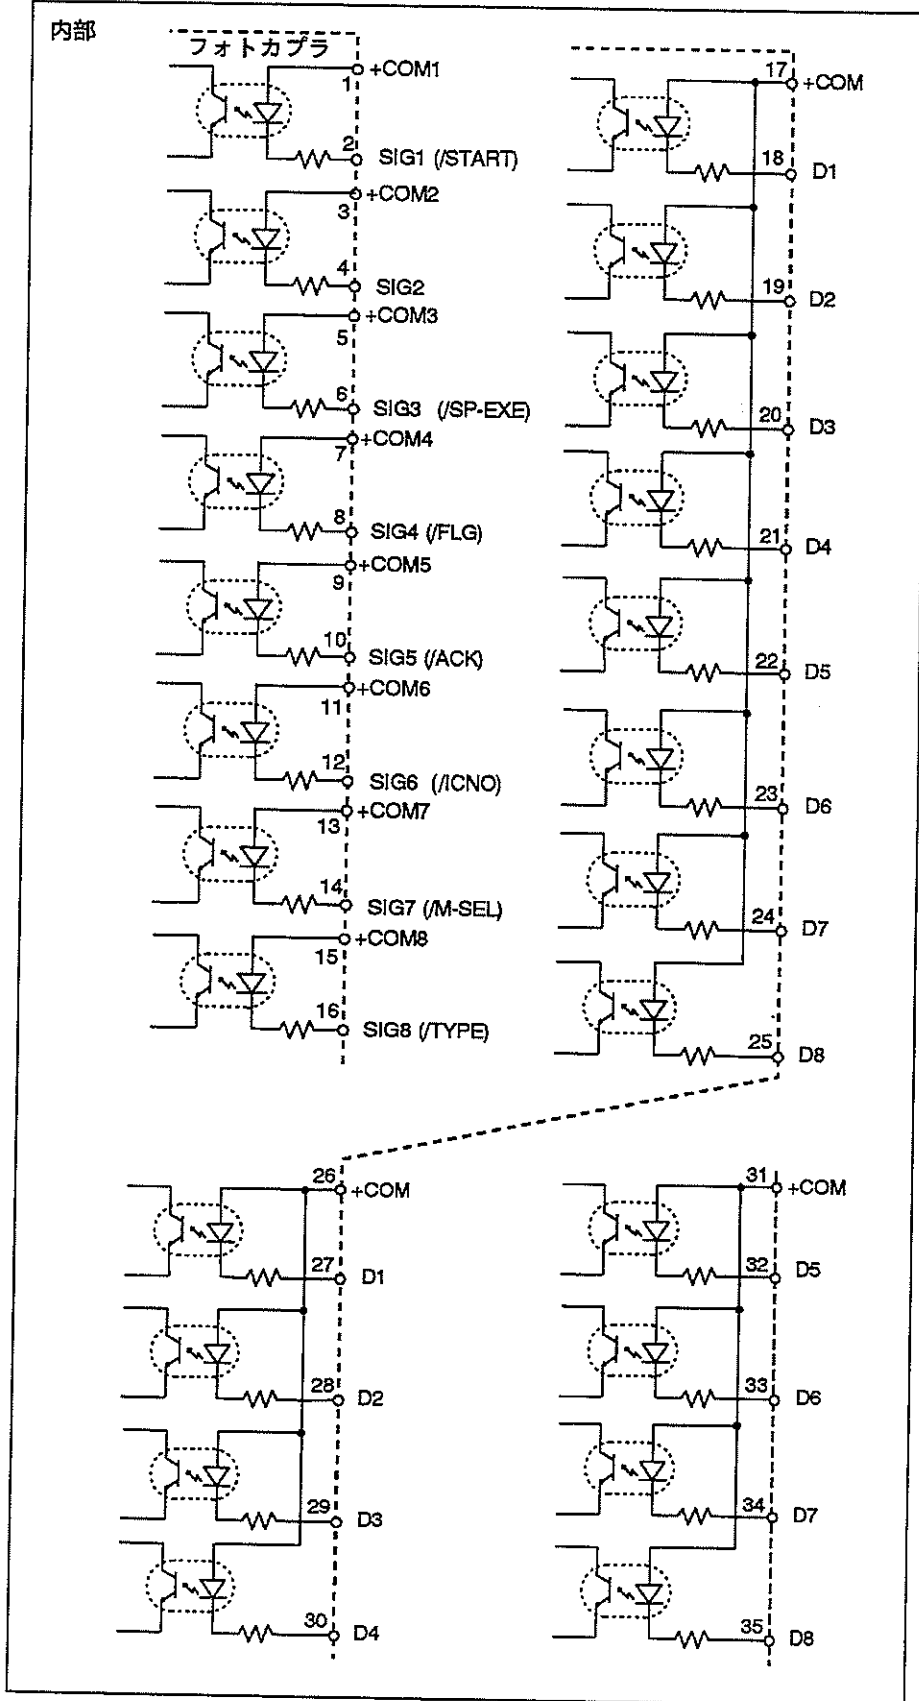 内部
フォトカプラ
+COM1
1
2
SIG1 (/START)
+COM2
3
4
SIG2
+COM3
5
6
SIG3 (/SP-EXE)
+COM4
7
8
SIG4 (/FLG)
+COM5
9
10
SIG5 (/ACK)
+COM6
11
12
SIG6 (/ICNO)
+COM7
13
14
SIG7 (/M-SEL)
+COM8
15
16
SIG8 (/TYPE)
17
+COM
18
D1
19
D2
20
D3
21
D4
22
D5
23
D6
24
D7
25
D8
26
+COM
27
D1
28
D2
29
D3
30
D4
31
+COM
32
D5
33
D6
34
D7
35
D8